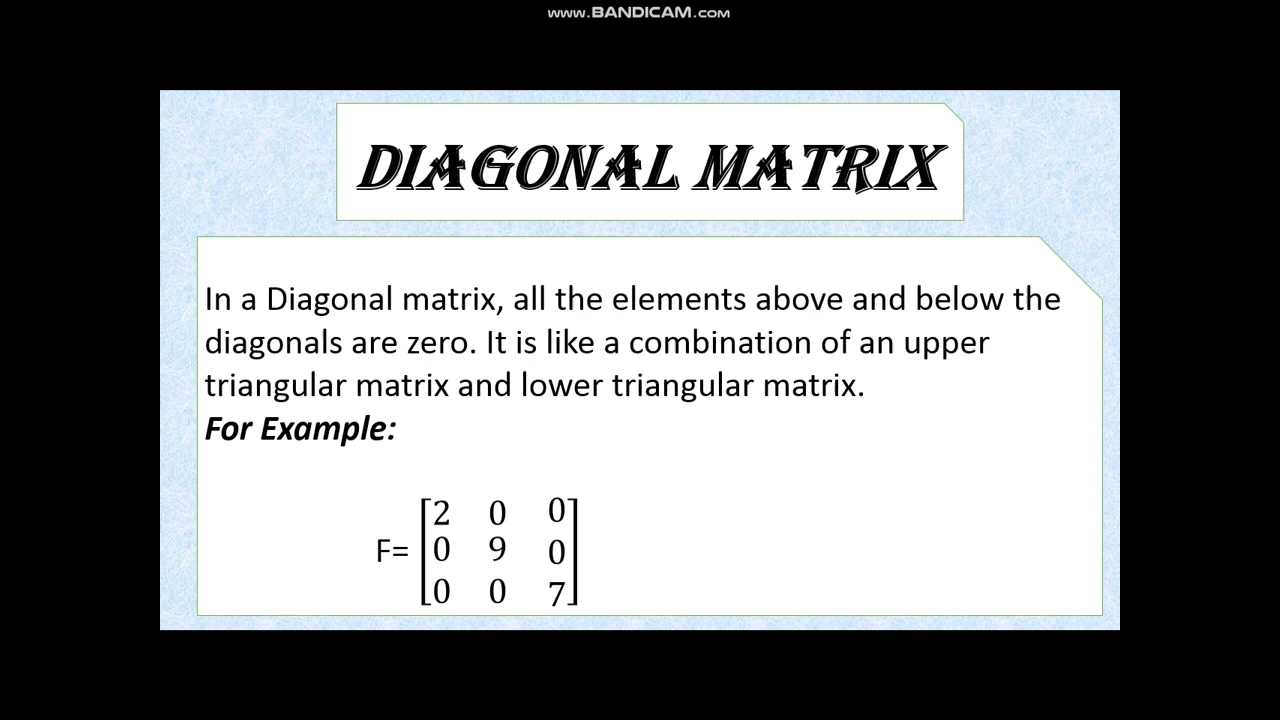 www.BANDICAM.com
DIAGONAL MATRIX
In a Diagonal matrix, all the elements above and below the
diagonals are zero. It is like a combination of an upper
triangular matrix and lower triangular matrix.
For Example:
2 0 0
F= 0 9 0
0 0 7